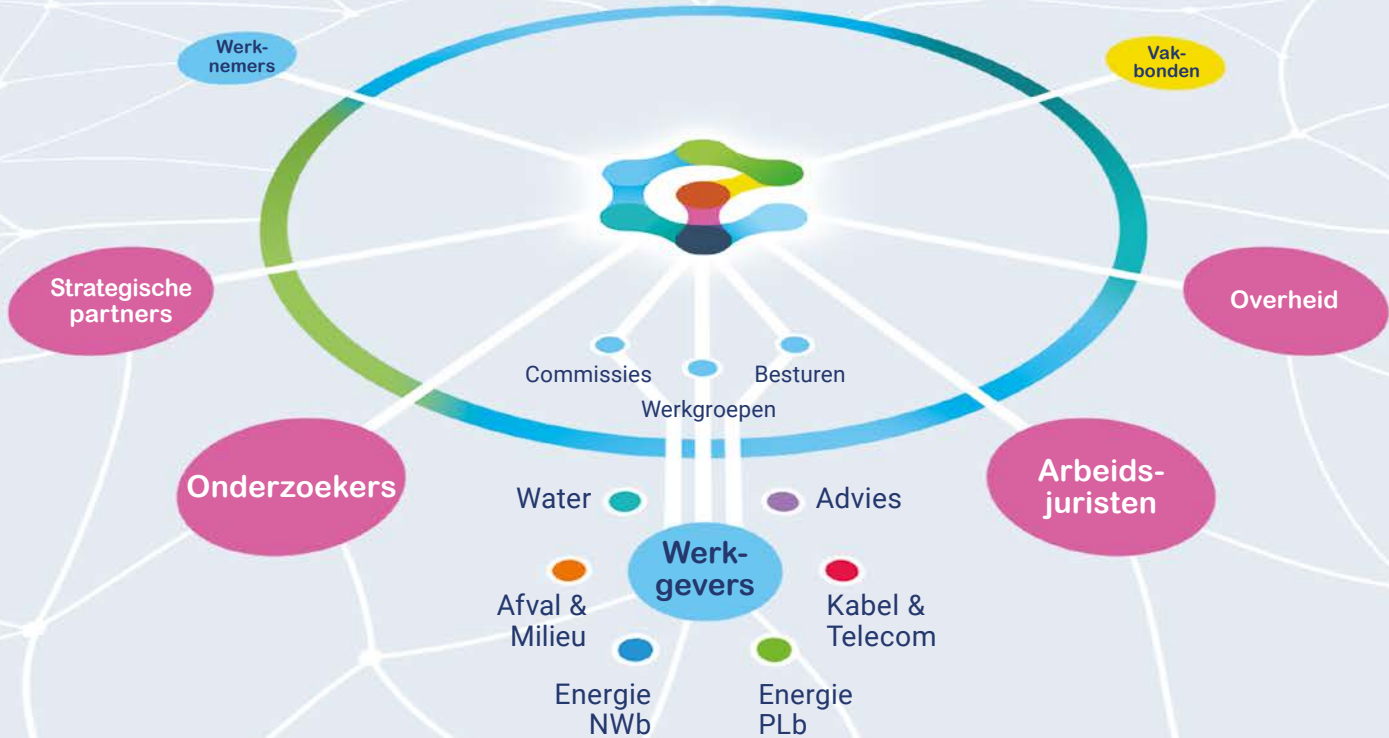 Werk-
nemers
Vak-
bonden
Strategische
partners
Overheid
Commissies
Besturen
Werkgroepen
Onderzoekers
Arbeids-
juristen
Water
Advies
Werk-
gevers
Afval &
Milieu
Kabel &
Telecom
Energie
NWb
Energie
PLb